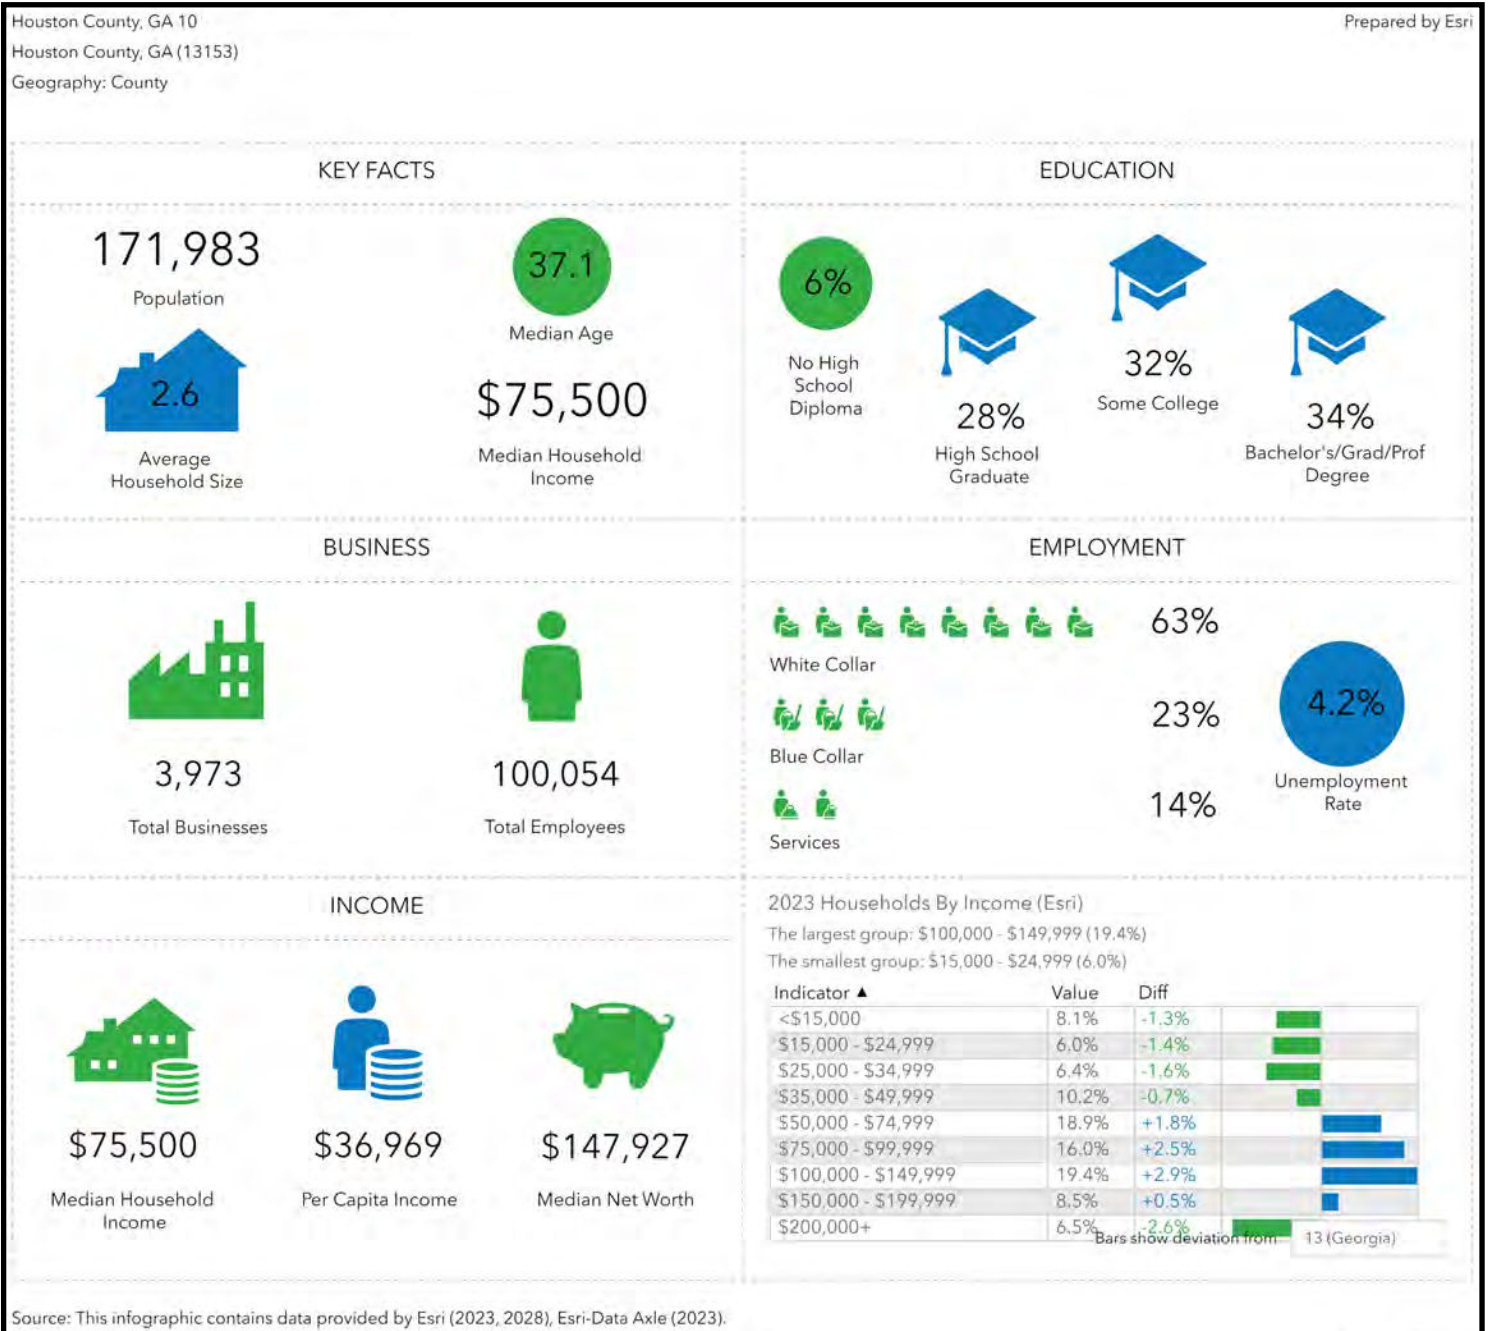 Houston County, GA 10
Prepared by Esri
Houston County, GA (13153)
Geography: County
KEY FACTS
171,983
Population
37.1
Median Age
2.6
Average
Household Size
$75,500
Median Household
Income
EDUCATION
6%
No High
School
Diploma
28%
High School
Graduate
32%
Some College
34%
Bachelor's/Grad/Prof
Degree
BUSINESS
3,973
Total Businesses
100,054
Total Employees
EMPLOYMENT
63%
White Collar
23%
Blue Collar
14%
Services
4.2%
Unemployment
Rate
INCOME
$75,500
Median Household
Income
$36,969
Per Capita Income
$147,927
Median Net Worth
2023 Households By Income (Esri)
The largest group: $100,000 - $149,999 (19.4%)
The smallest group: $15,000 - $24,999 (6.0%)
Indicator ▲ Value Diff
<$15,000 8.1% -1.3%
$15,000 - $24,999 6.0% -1.4%
$25,000 - $34,999 6.4% -1.6%
$35,000 - $49,999 10.2% -0.7%
$50,000 - $74,999 18.9% +1.8%
$75,000 - $99,999 16.0% +2.5%
$100,000 - $149,999 19.4% +2.9%
$150,000 - $199,999 8.5% +0.5%
$200,000+ 6.5% -2.6%
Bars show deviation from 13 (Georgia)
Source: This infographic contains data provided by Esri (2023, 2028), Esri-Data Axle (2023).